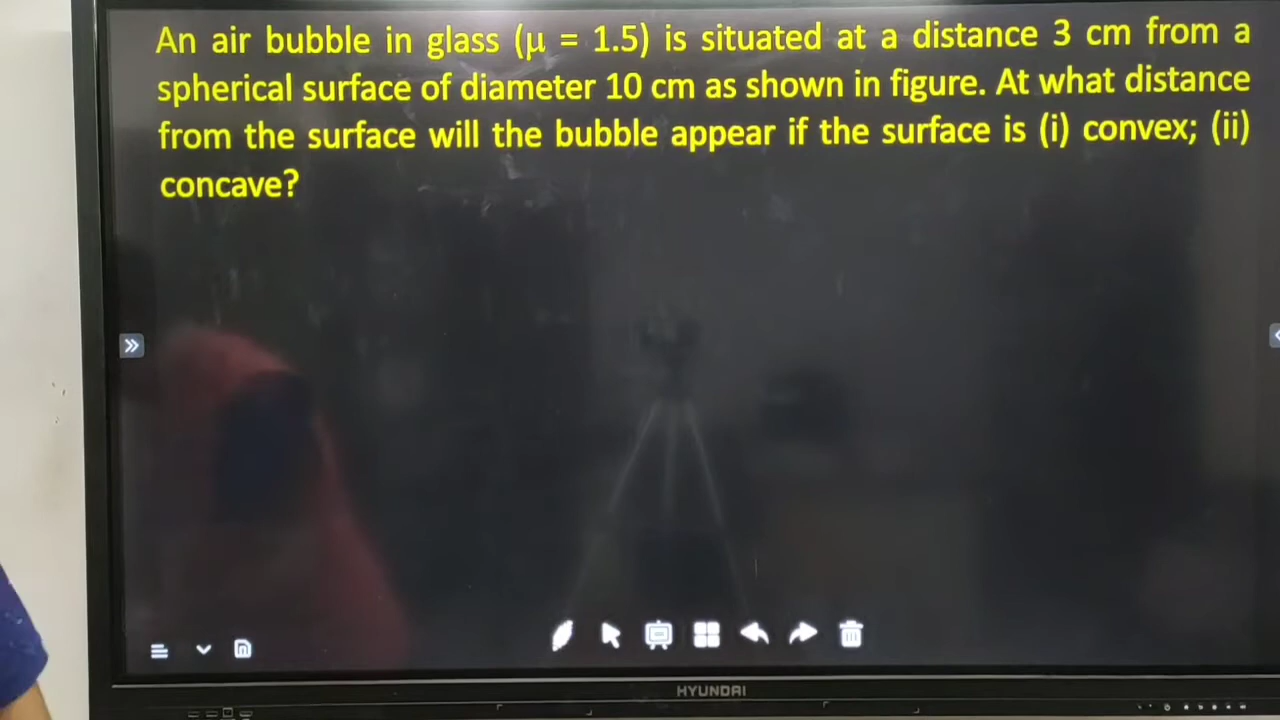 An air bubble in glass (μ = 1.5) is situated at a distance 3 cm from a
spherical surface of diameter 10 cm as shown in figure. At what distance
from the surface will the bubble appear if the surface is (i) convex; (ii)
concave?
HYUNDAI